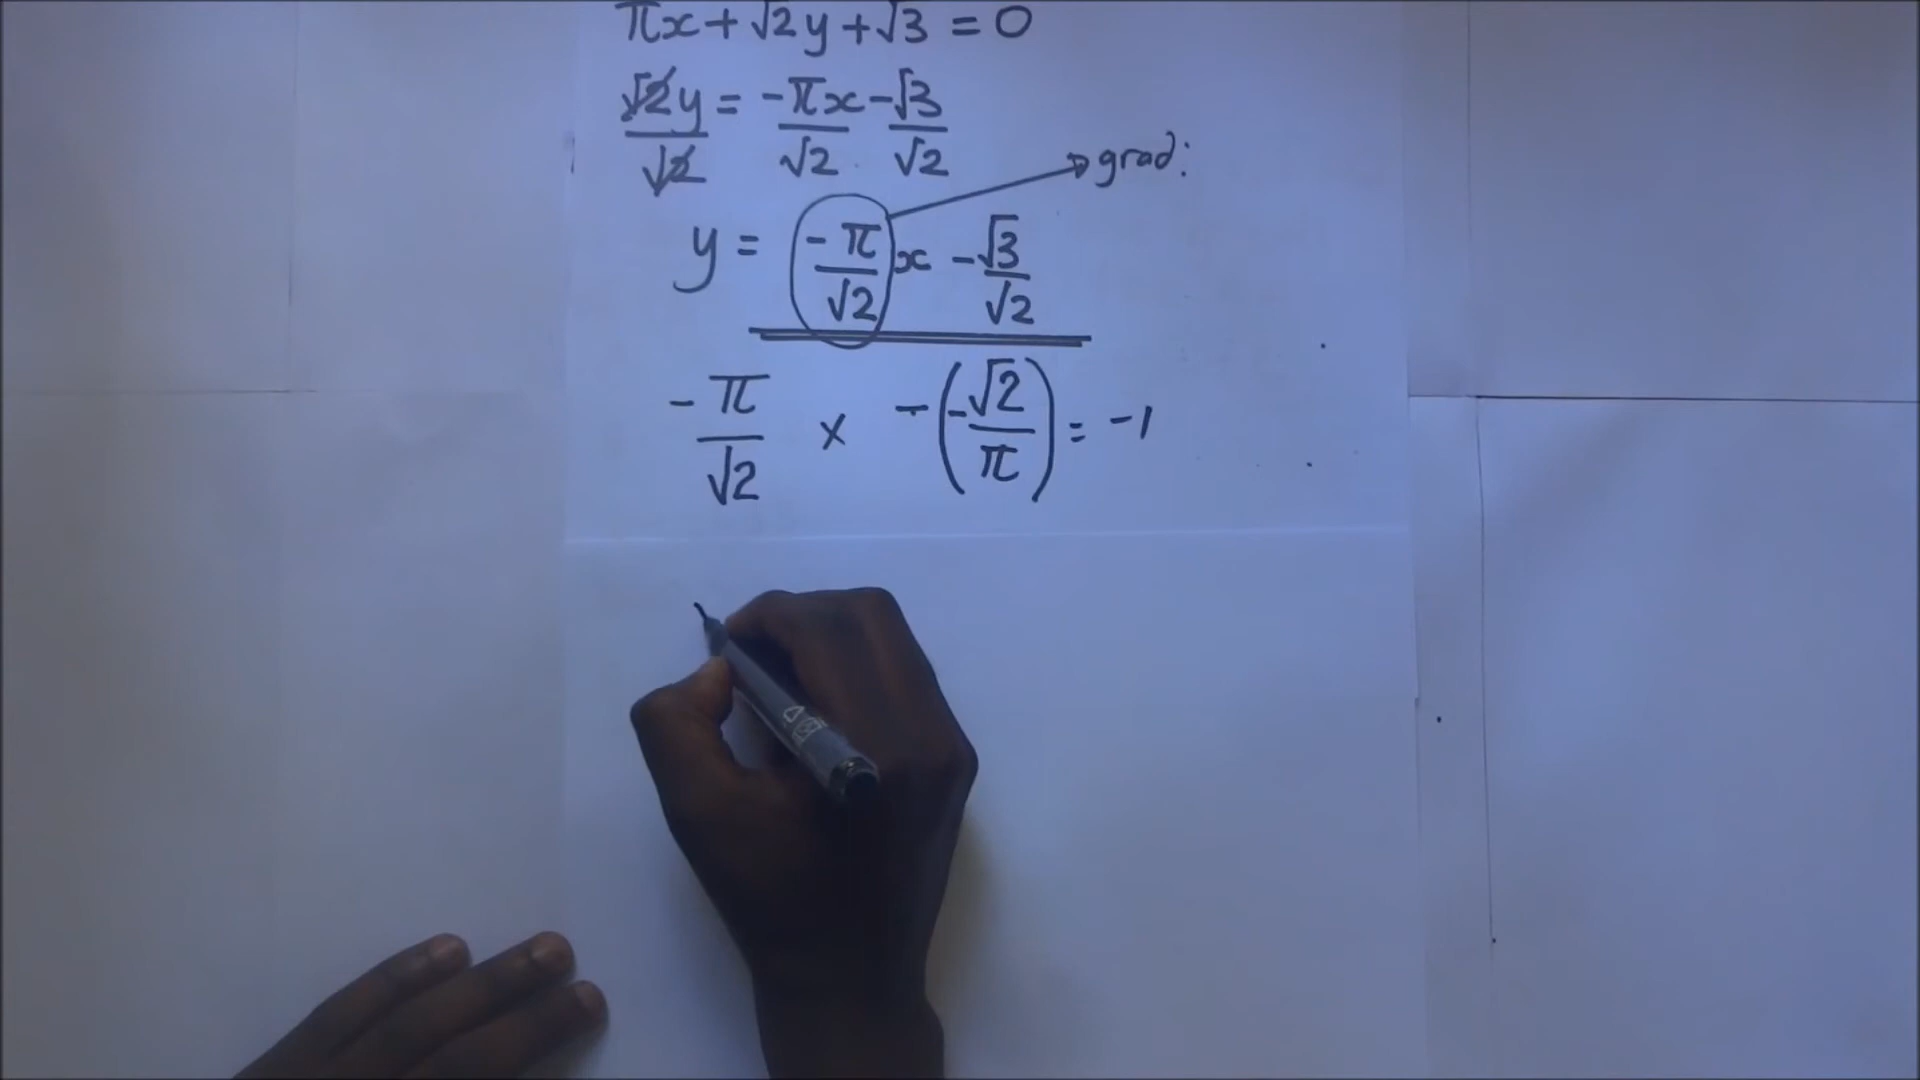 πx + √2y + √3 = 0
√2y/√2 = -πx/√2 - √3/√2
grad:
y = -π/√2 x - √3/√2
-π/√2 × -(-√2/π) = -1